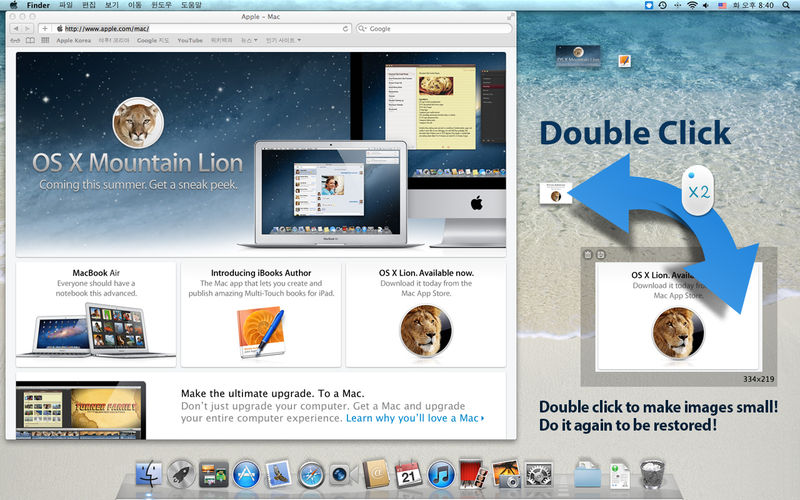 Finder 파일 편집 보기 이동 윈도우 도움말
화 오후 8:40
Apple – Mac
http://www.apple.com/mac/
Google
Apple Korea 야후! 코리아 Google 지도 YouTube 위키백과 뉴스 인기 사이트
OS X Mountain Lion
Coming this summer. Get a sneak peek.
MacBook Air
MacBook Air
Everyone should have a
notebook this advanced.
Introducing iBooks Author
The Mac app that lets you create and
publish amazing Multi-Touch books for iPad.
OS X Lion. Available now.
Download it today from the
Mac App Store.
Make the ultimate upgrade. To a Mac.
Don't just upgrade your computer. Get a Mac and upgrade
your entire computer experience. Learn why you'll love a Mac
OS X Mountain Lion
Double Click
X2
OS X Lion. Availa
Download it today from
Mac App Store.
334x219
Double click to make images small!
Do it again to be restored!
21